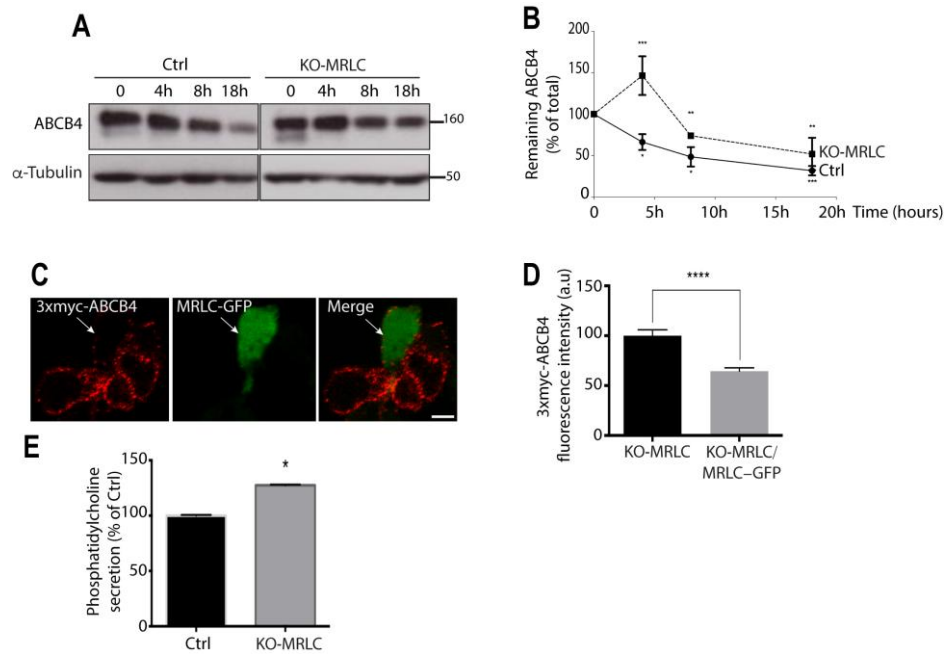 A
Ctrl
KO-MRLC
0 4h 8h 18h
0 4h 8h 18h
ABCB4
160
α-Tubulin
50
B
Remaining ABCB4
(% of total)
200
150
100
50
0
***
**
**
*
*
***
KO-MRLC
Ctrl
0 5h 10h 15h 20h Time (hours)
C
3xmyc-ABCB4
MRLC-GFP
Merge
D
3xmyc-ABCB4
fluorescence intensity (a.u)
150
100
50
0
****
KO-MRLC
KO-MRLC/
MRLC–GFP
E
Phosphatidylcholine
secretion (% of Ctrl)
150
100
50
0
*
Ctrl
KO-MRLC